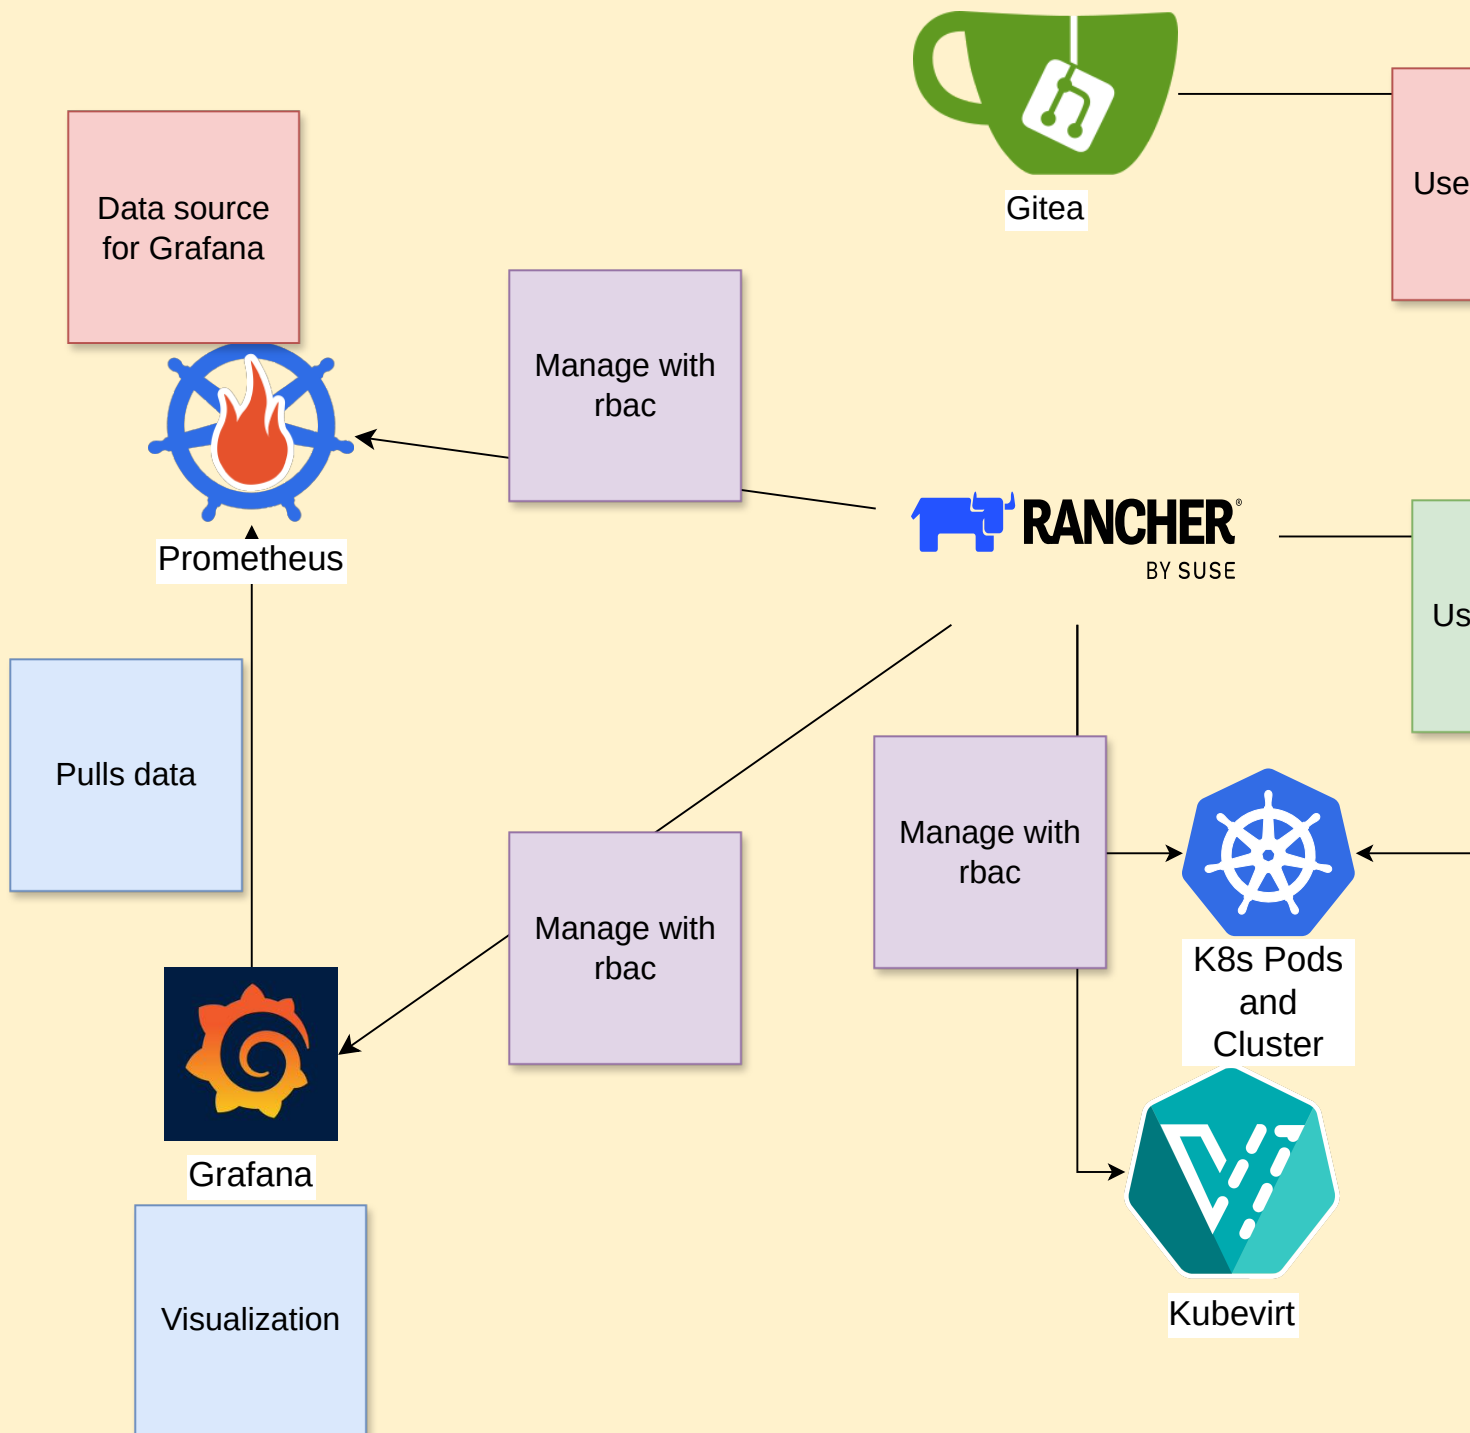 Gitea
Data source
for Grafana
Manage with
rbac
RANCHER®
BY SUSE
Prometheus
Pulls data
Manage with
rbac
Manage with
rbac
K8s Pods
and
Cluster
Grafana
Visualization
Kubevirt